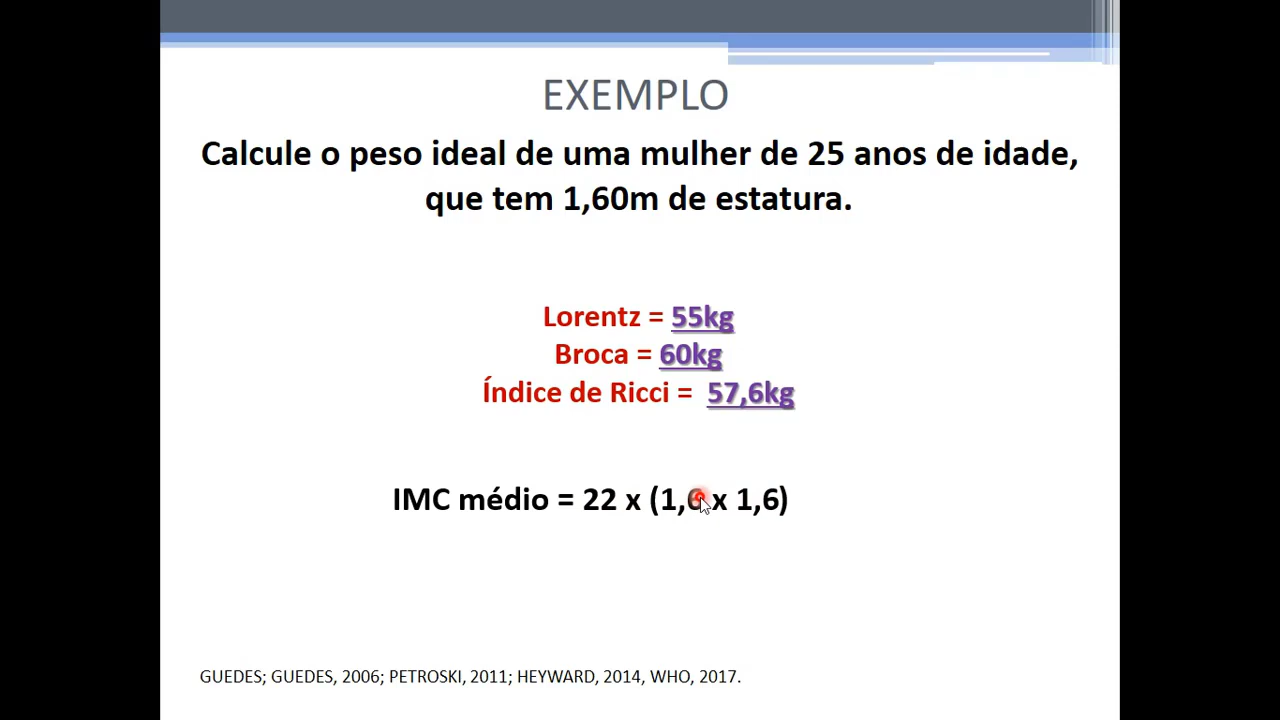 EXEMPLO
Calcule o peso ideal de uma mulher de 25 anos de idade,
que tem 1,60m de estatura.
Lorentz = 55kg
Broca = 60kg
Índice de Ricci = 57,6kg
IMC médio = 22 x (1,6 x 1,6)
GUEDES; GUEDES, 2006; PETROSKI, 2011; HEYWARD, 2014, WHO, 2017.